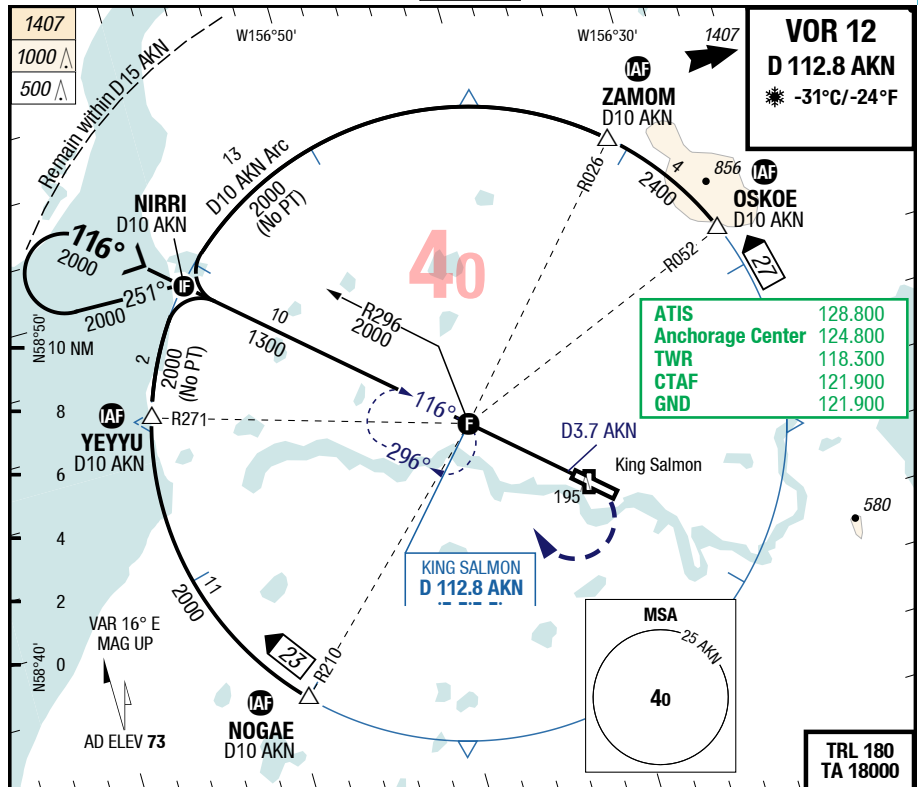 1407
1000
500
Remain within D15 AKN
W156°50'
W156°30'
1407
VOR 12
D 112.8 AKN
-31°C/-24°F
IAF
ZAMOM
D10 AKN
13
D10 AKN Arc
2000
(No PT)
R026
4
2400
856
IAF
OSKOE
D10 AKN
R052
27
NIRRI
D10 AKN
IF
116°
2000
251°
2000
40
R296
2000
10
1300
ATIS 128.800
Anchorage Center 124.800
TWR 118.300
CTAF 121.900
GND 121.900
N58°50'
10 NM
8
6
4
2
0
N58°40'
2
2000
(No PT)
IAF
YEYYU
D10 AKN
R271
116°
F
296°
D3.7 AKN
King Salmon
195
580
KING SALMON
D 112.8 AKN
11
2000
VAR 16° E
MAG UP
AD ELEV 73
23
R210
IAF
NOGAE
D10 AKN
MSA
25 AKN
40
TRL 180
TA 18000